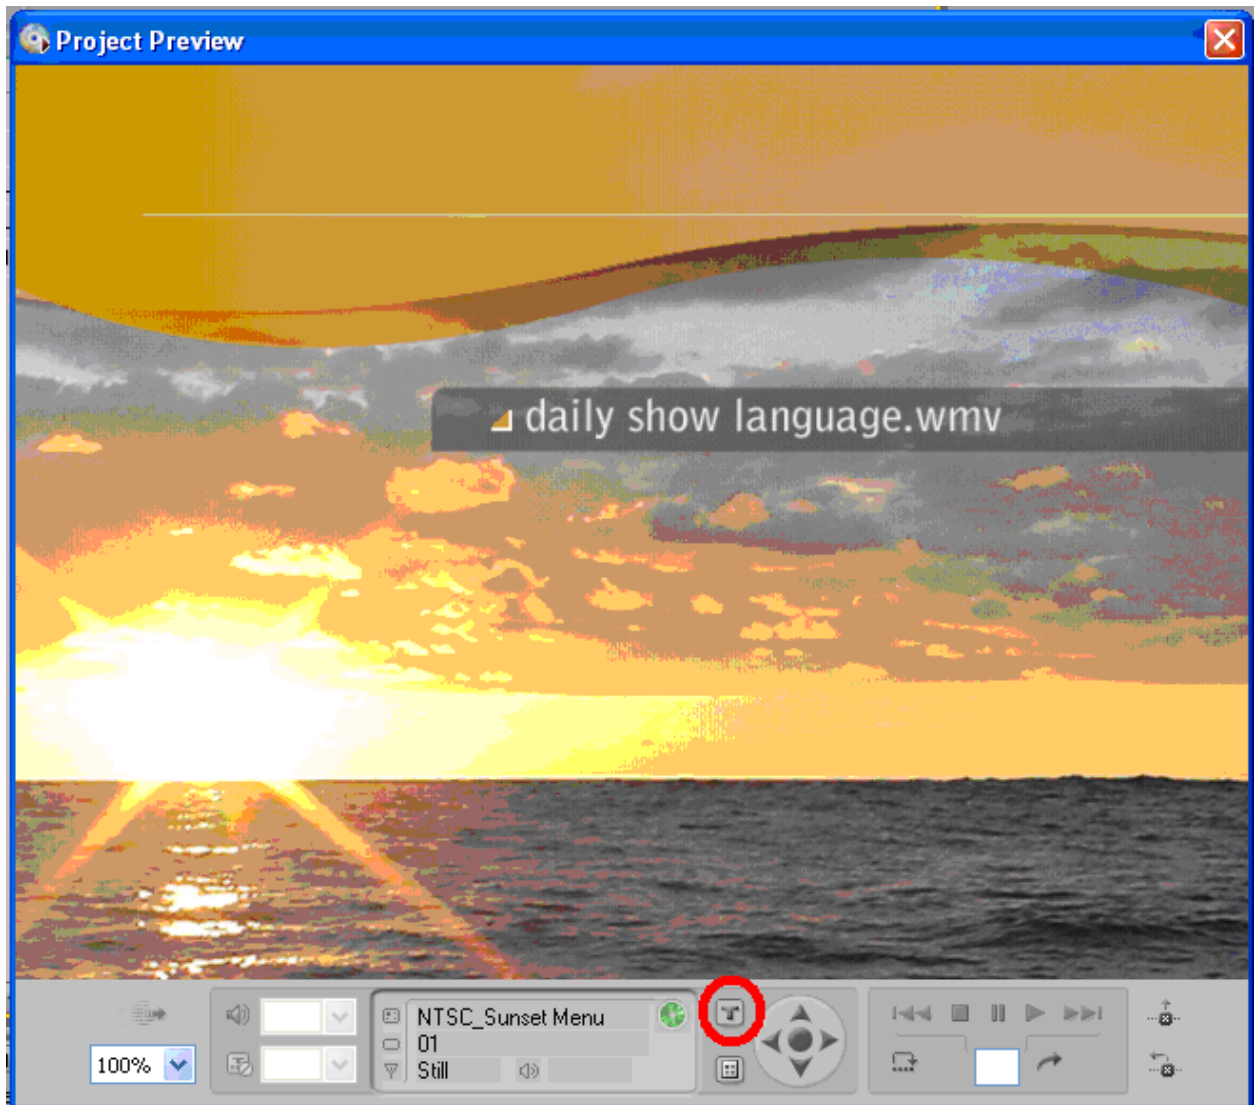 Project Preview
daily show language.wmv
NTSC_Sunset Menu
01
100%
Still